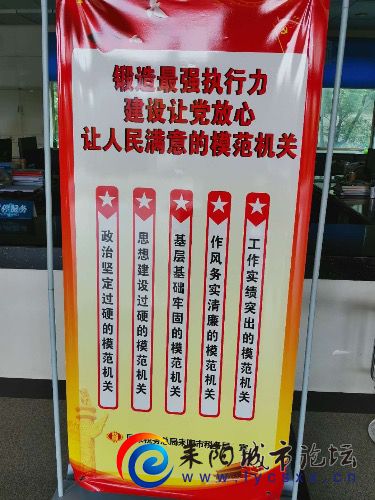 锻造最强执行力
建设让党放心
让人民满意的模范机关
政治坚定过硬的模范机关
思想建设过硬的模范机关
基层基础牢固的模范机关
作风务实清廉的模范机关
工作实绩突出的模范机关
耒阳城市论坛